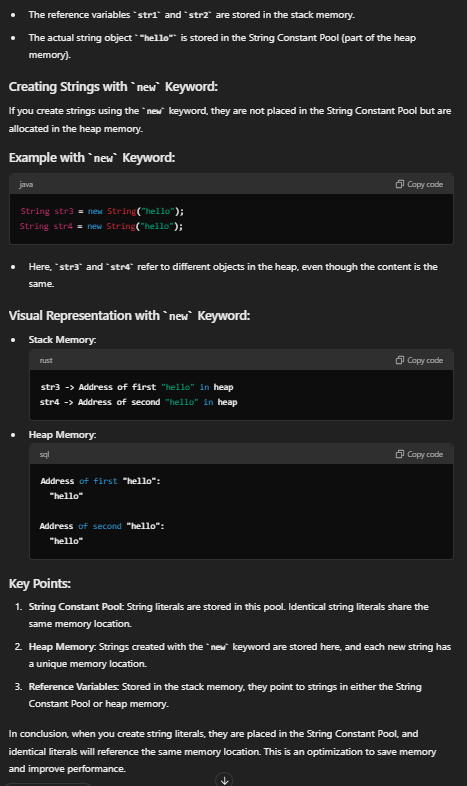 The reference variables `str1` and `str2` are stored in the stack memory.
The actual string object `"hello"` is stored in the String Constant Pool (part of the heap
memory).
Creating Strings with `new` Keyword:
If you create strings using the `new` keyword, they are not placed in the String Constant Pool but are
allocated in the heap memory.
Example with `new` Keyword:
java Copy code
String str3 = new String("hello");
String str4 = new String("hello");
Here, `str3` and `str4` refer to different objects in the heap, even though the content is the
same.
Visual Representation with `new` Keyword:
Stack Memory:
rust Copy code
str3 -> Address of first "hello" in heap
str4 -> Address of second "hello" in heap
Heap Memory:
sql Copy code
Address of first "hello":
"hello"
Address of second "hello":
"hello"
Key Points:
1. String Constant Pool: String literals are stored in this pool. Identical string literals share the
same memory location.
2. Heap Memory: Strings created with the `new` keyword are stored here, and each new string has
a unique memory location.
3. Reference Variables: Stored in the stack memory, they point to strings in either the String
Constant Pool or heap memory.
In conclusion, when you create string literals, they are placed in the String Constant Pool, and
identical literals will reference the same memory location. This is an optimization to save memory
and improve performance.